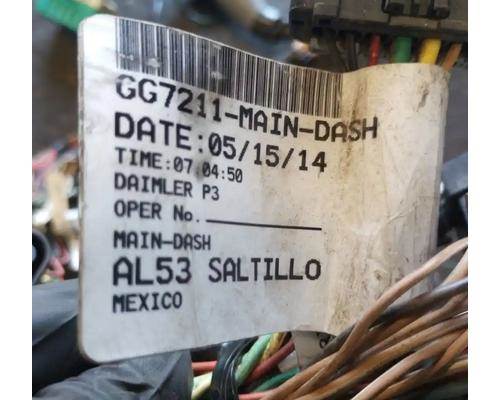 GG7211-MAIN-DASH
DATE:05/15/14
TIME:07:04:50
DAIMLER P3
OPER No.
MAIN-DASH
AL53 SALTILLO
MEXICO